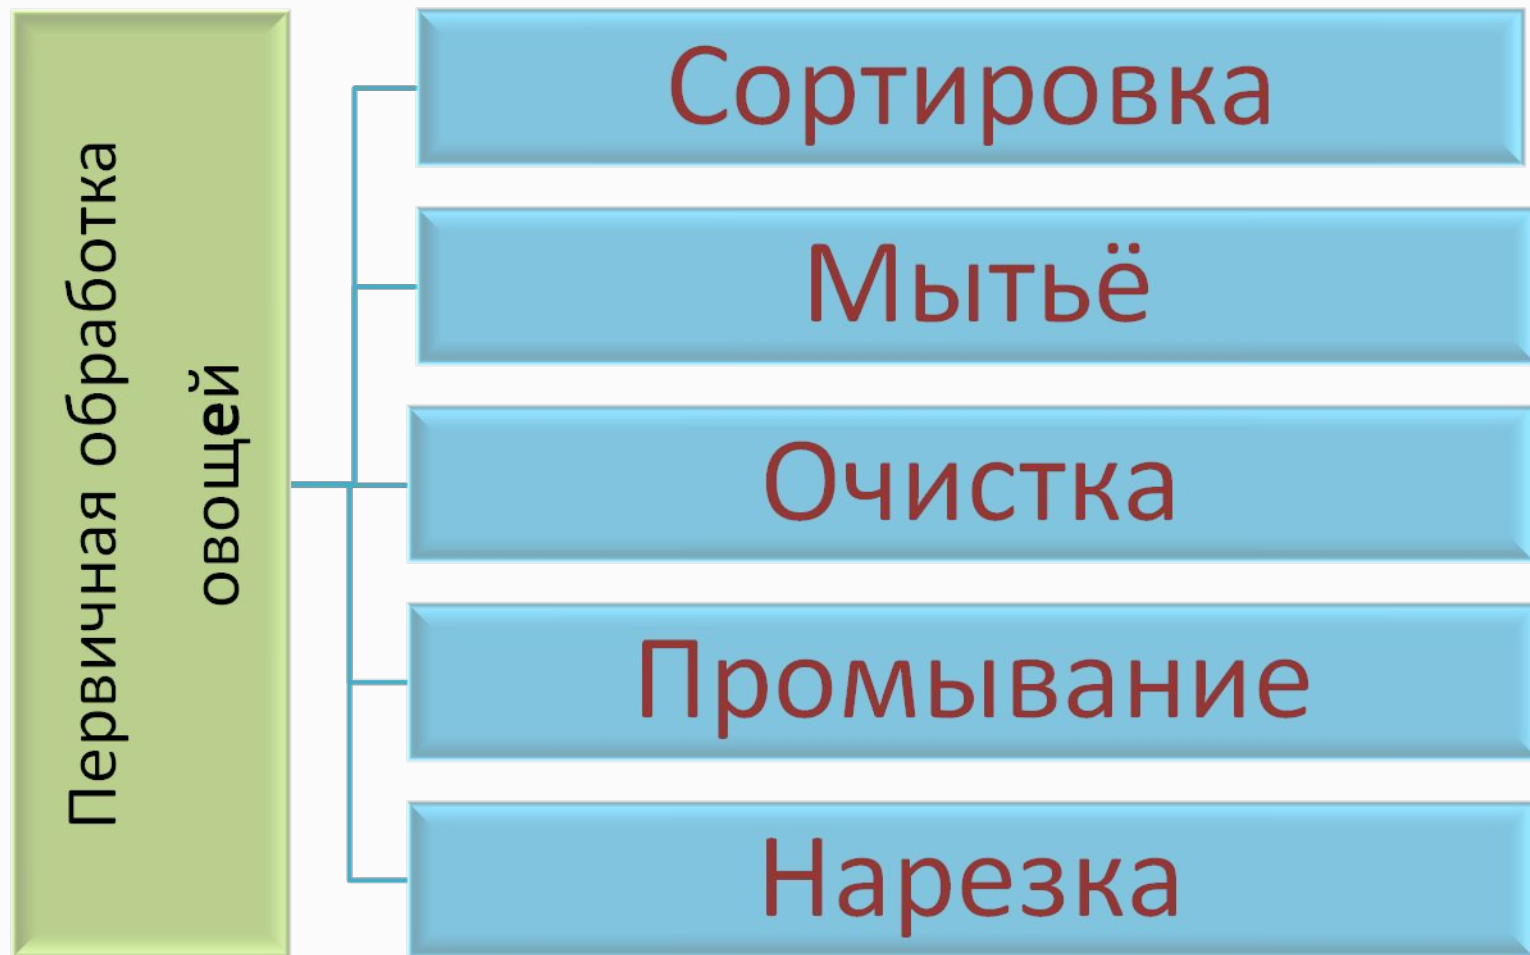 Первичная обработка
овощей
Сортировка
Мытьё
Очистка
Промывание
Нарезка